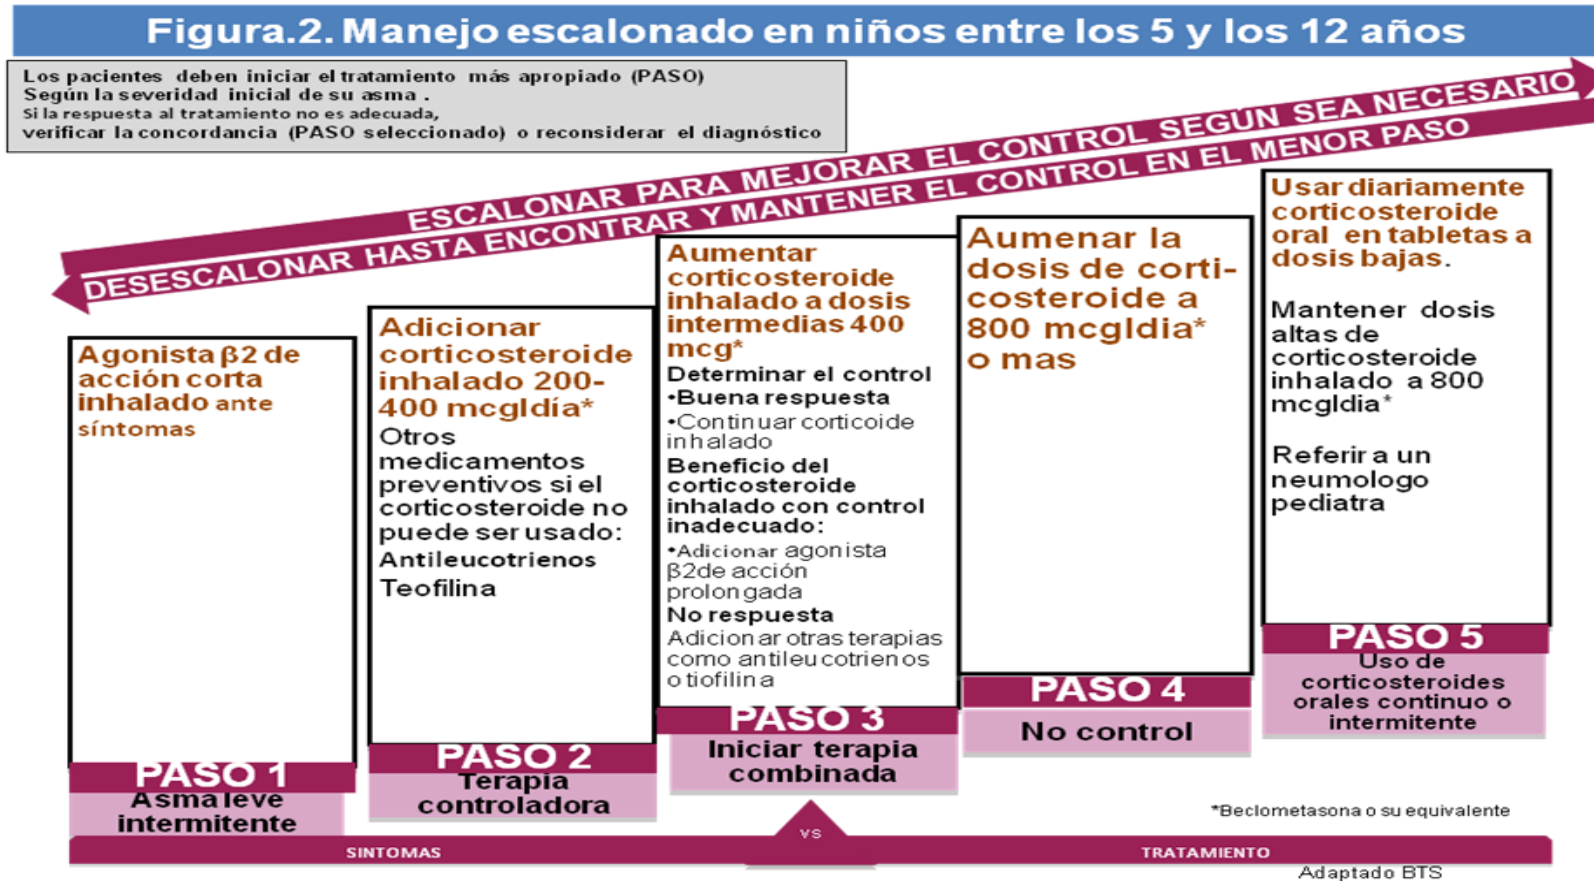 Figura.2. Manejo escalonado en niños entre los 5 y los 12 años
Los pacientes deben iniciar el tratamiento más apropiado (PASO)
Según la severidad inicial de su asma .
Si la respuesta al tratamiento no es adecuada,
verificar la concordancia (PASO seleccionado) o reconsiderar el diagnóstico
ESCALONAR PARA MEJORAR EL CONTROL SEGÚN SEA NECESARIO
DESESCALONAR HASTA ENCONTRAR Y MANTENER EL CONTROL EN EL MENOR PASO
Agonista β2 de
acción corta
inhalado ante
síntomas
PASO 1
Asma leve
intermitente
Adicionar
corticosteroide
inhalado 200-
400 mcgldía*
Otros
medicamentos
preventivos si el
corticosteroide no
puede ser usado:
Antileucotrienos
Teofilina
PASO 2
Terapia
controladora
Aumentar
corticosteroide
inhalado a dosis
intermedias 400
mcg*
Determinar el control
•Buena respuesta
•Continuar corticoide
inhalado
Beneficio del
corticosteroide
inhalado con control
inadecuado:
•Adicionar agonista
β2de acción
prolongada
No respuesta
Adicionar otras terapias
como antileucotrienos
o tiofilina
PASO 3
Iniciar terapia
combinada
Aumenar la
dosis de corti-
costeroide a
800 mcgldia*
o mas
PASO 4
No control
Usar diariamente
corticosteroide
oral en tabletas a
dosis bajas.
Mantener dosis
altas de
corticosteroide
inhalado a 800
mcgldia*
Referir a un
neumologo
pediatra
PASO 5
Uso de
corticosteroides
orales continuo o
intermitente
*Beclometasona o su equivalente
SINTOMAS
vs
TRATAMIENTO
Adaptado BTS